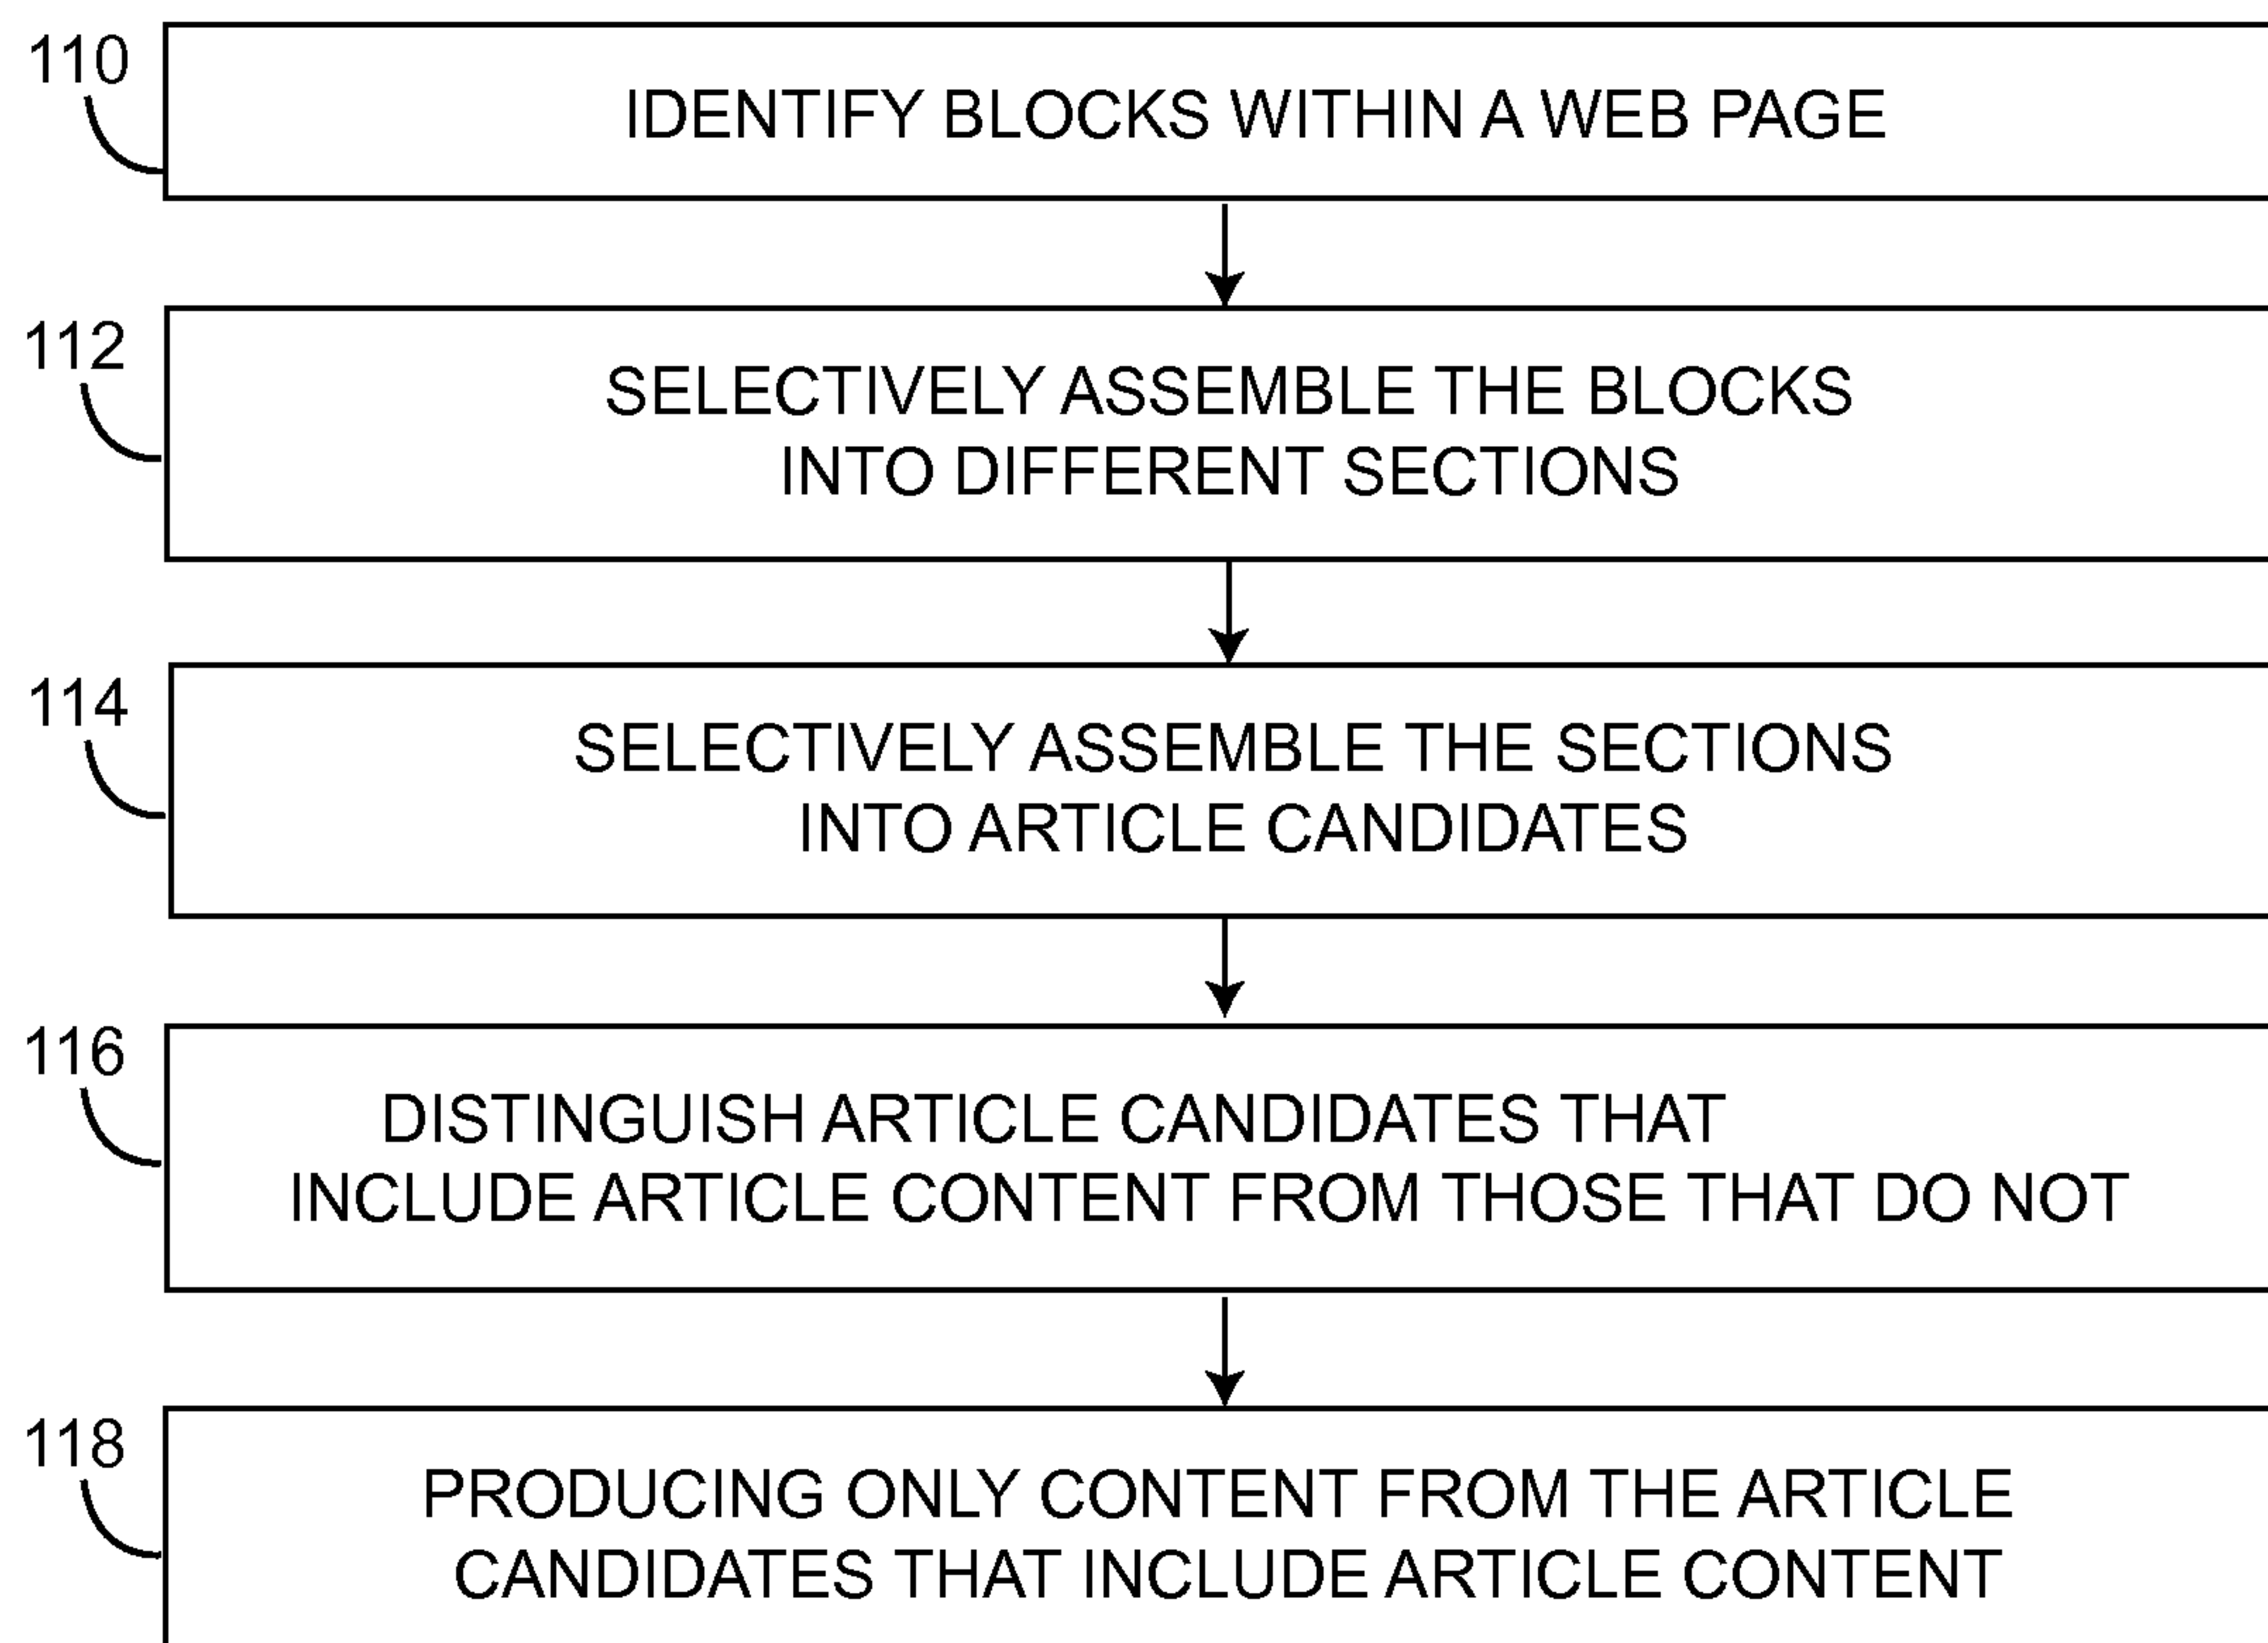 110
IDENTIFY BLOCKS WITHIN A WEB PAGE
112
SELECTIVELY ASSEMBLE THE BLOCKS
INTO DIFFERENT SECTIONS
114
SELECTIVELY ASSEMBLE THE SECTIONS
INTO ARTICLE CANDIDATES
116
DISTINGUISH ARTICLE CANDIDATES THAT
INCLUDE ARTICLE CONTENT FROM THOSE THAT DO NOT
118
PRODUCING ONLY CONTENT FROM THE ARTICLE
CANDIDATES THAT INCLUDE ARTICLE CONTENT